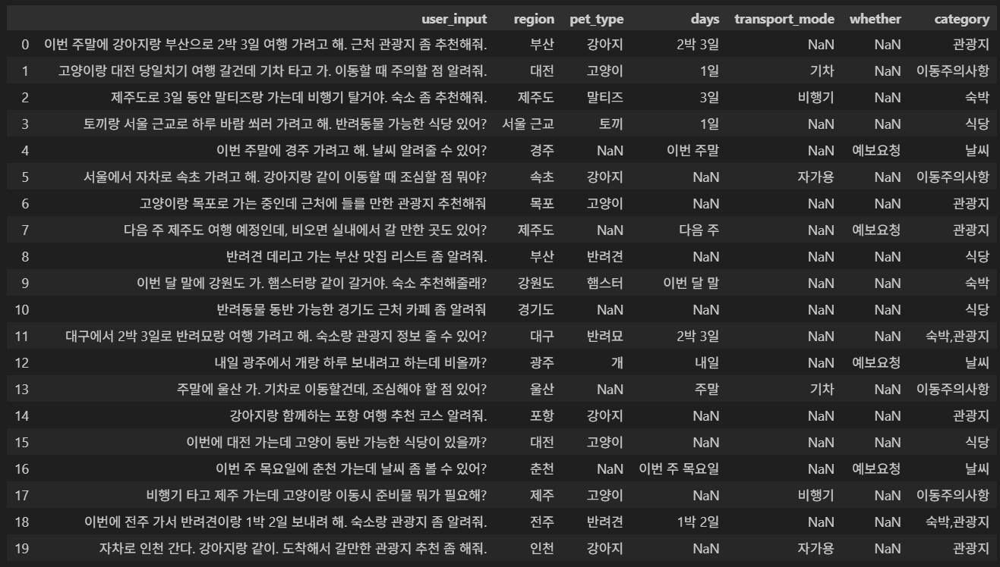 user_input region pet_type days transport_mode whether category
0 이번 주말에 강아지랑 부산으로 2박 3일 여행 가려고 해. 근처 관광지 좀 추천해줘. 부산 강아지 2박 3일 NaN NaN 관광지
1 고양이랑 대전 당일치기 여행 갈건데 기차 타고 가. 이동할 때 주의할 점 알려줘. 대전 고양이 1일 기차 NaN 이동주의사항
2 제주도로 3일 동안 말티즈랑 가는데 비행기 탈거야. 숙소 좀 추천해줘. 제주도 말티즈 3일 비행기 NaN 숙박
3 토끼랑 서울 근교로 하루 바람 쐬러 가려고 해. 반려동물 가능한 식당 있어? 서울 근교 토끼 1일 NaN NaN 식당
4 이번 주말에 경주 가려고 해. 날씨 알려줄 수 있어? 경주 NaN 이번 주말 NaN 예보요청 날씨
5 서울에서 자차로 속초 가려고 해. 강아지랑 같이 이동할 때 조심할 점 뭐야? 속초 강아지 NaN 자가용 NaN 이동주의사항
6 고양이랑 목포로 가는 중인데 근처에 들를 만한 관광지 추천해줘 목포 고양이 NaN NaN NaN 관광지
7 다음 주 제주도 여행 예정인데, 비오면 실내에서 갈 만한 곳도 있어? 제주도 NaN 다음 주 NaN 예보요청 관광지
8 반려견 데리고 가는 부산 맛집 리스트 좀 알려줘. 부산 반려견 NaN NaN NaN 식당
9 이번 달 말에 강원도 가. 햄스터랑 같이 갈거야. 숙소 추천해줄래? 강원도 햄스터 이번 달 말 NaN NaN 숙박
10 반려동물 동반 가능한 경기도 근처 카페 좀 알려줘 경기도 NaN NaN NaN NaN 식당
11 대구에서 2박 3일로 반려묘랑 여행 가려고 해. 숙소랑 관광지 정보 줄 수 있어? 대구 반려묘 2박 3일 NaN NaN 숙박,관광지
12 내일 광주에서 개랑 하루 보내려고 하는데 비올까? 광주 개 내일 NaN 예보요청 날씨
13 주말에 울산 가. 기차로 이동할건데, 조심해야 할 점 있어? 울산 NaN 주말 기차 NaN 이동주의사항
14 강아지랑 함께하는 포항 여행 추천 코스 알려줘. 포항 강아지 NaN NaN NaN 관광지
15 이번에 대전 가는데 고양이 동반 가능한 식당이 있을까? 대전 고양이 NaN NaN NaN 식당
16 이번 주 목요일에 춘천 가는데 날씨 좀 볼 수 있어? 춘천 NaN 이번 주 목요일 NaN 예보요청 날씨
17 비행기 타고 제주 가는데 고양이랑 이동시 준비물 뭐가 필요해? 제주 고양이 NaN 비행기 NaN 이동주의사항
18 이번에 전주 가서 반려견이랑 1박 2일 보내려 해. 숙소랑 관광지 좀 알려줘. 전주 반려견 1박 2일 NaN NaN 숙박,관광지
19 자차로 인천 간다. 강아지랑 같이. 도착해서 갈만한 관광지 추천 좀 해줘. 인천 강아지 NaN 자가용 NaN 관광지